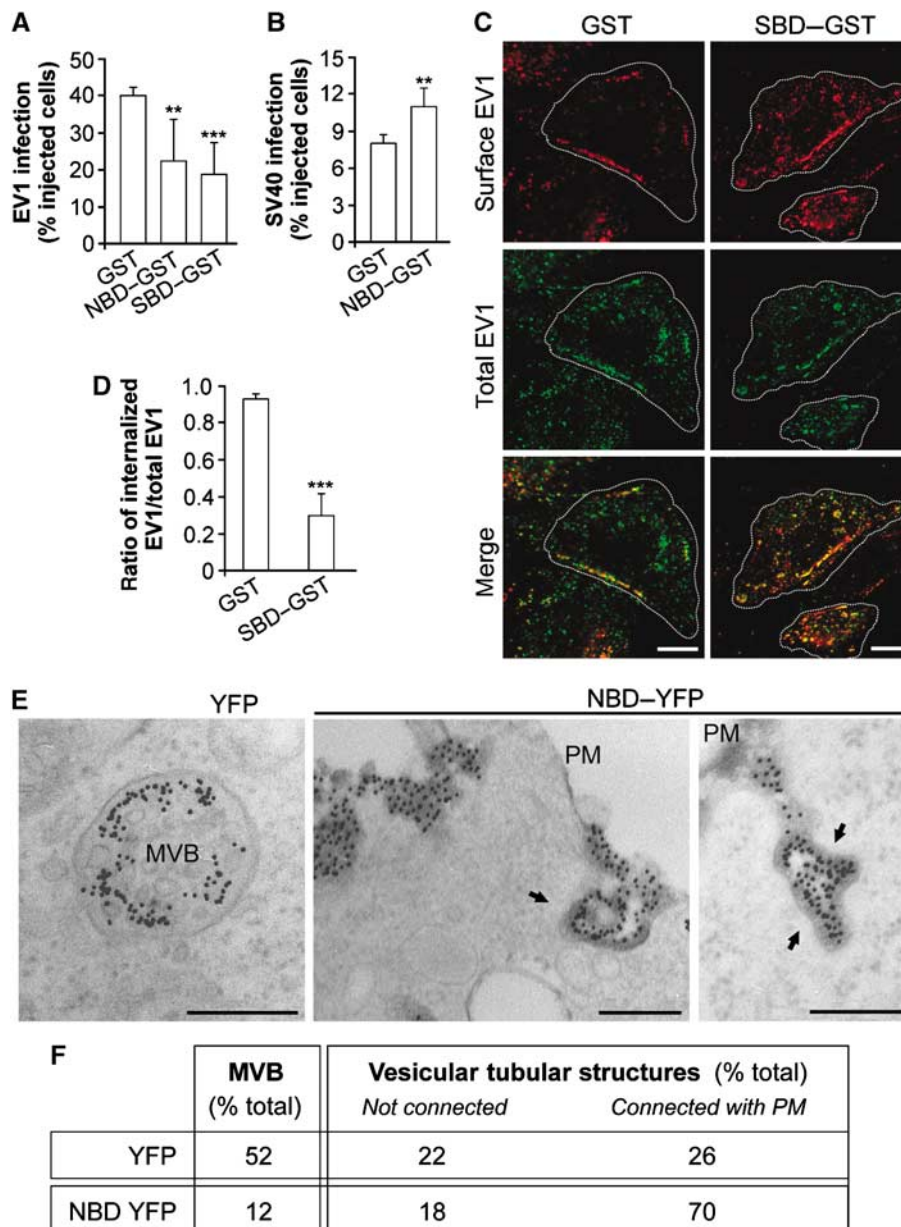 A
EV1 infection
(% injected cells)
50
40
30
20
10
0
**
***
GST
NBD–GST
SBD–GST
B
SV40 infection
(% injected cells)
15
12
9
6
3
0
**
GST
NBD–GST
C
GST
SBD–GST
Surface EV1
Total EV1
Merge
D
Ratio of internalized
EV1/total EV1
1.0
0.8
0.6
0.4
0.2
0
***
GST
SBD–GST
E
YFP
NBD–YFP
MVB
PM
PM
F
MVB
(% total)
Vesicular tubular structures (% total)
Not connected
Connected with PM
YFP 52 22 26
NBD YFP 12 18 70